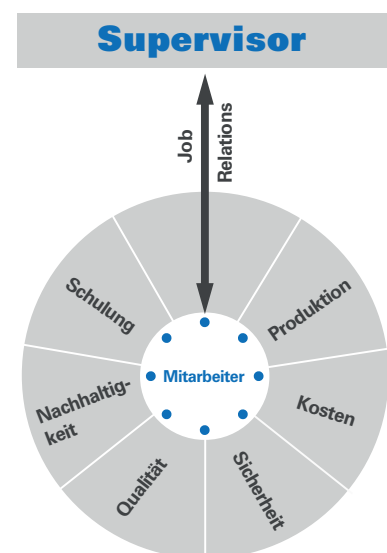 Supervisor
Job
Relations
Schulung
Produktion
Mitarbeiter
Nachhaltig-
keit
Kosten
Qualität
Sicherheit